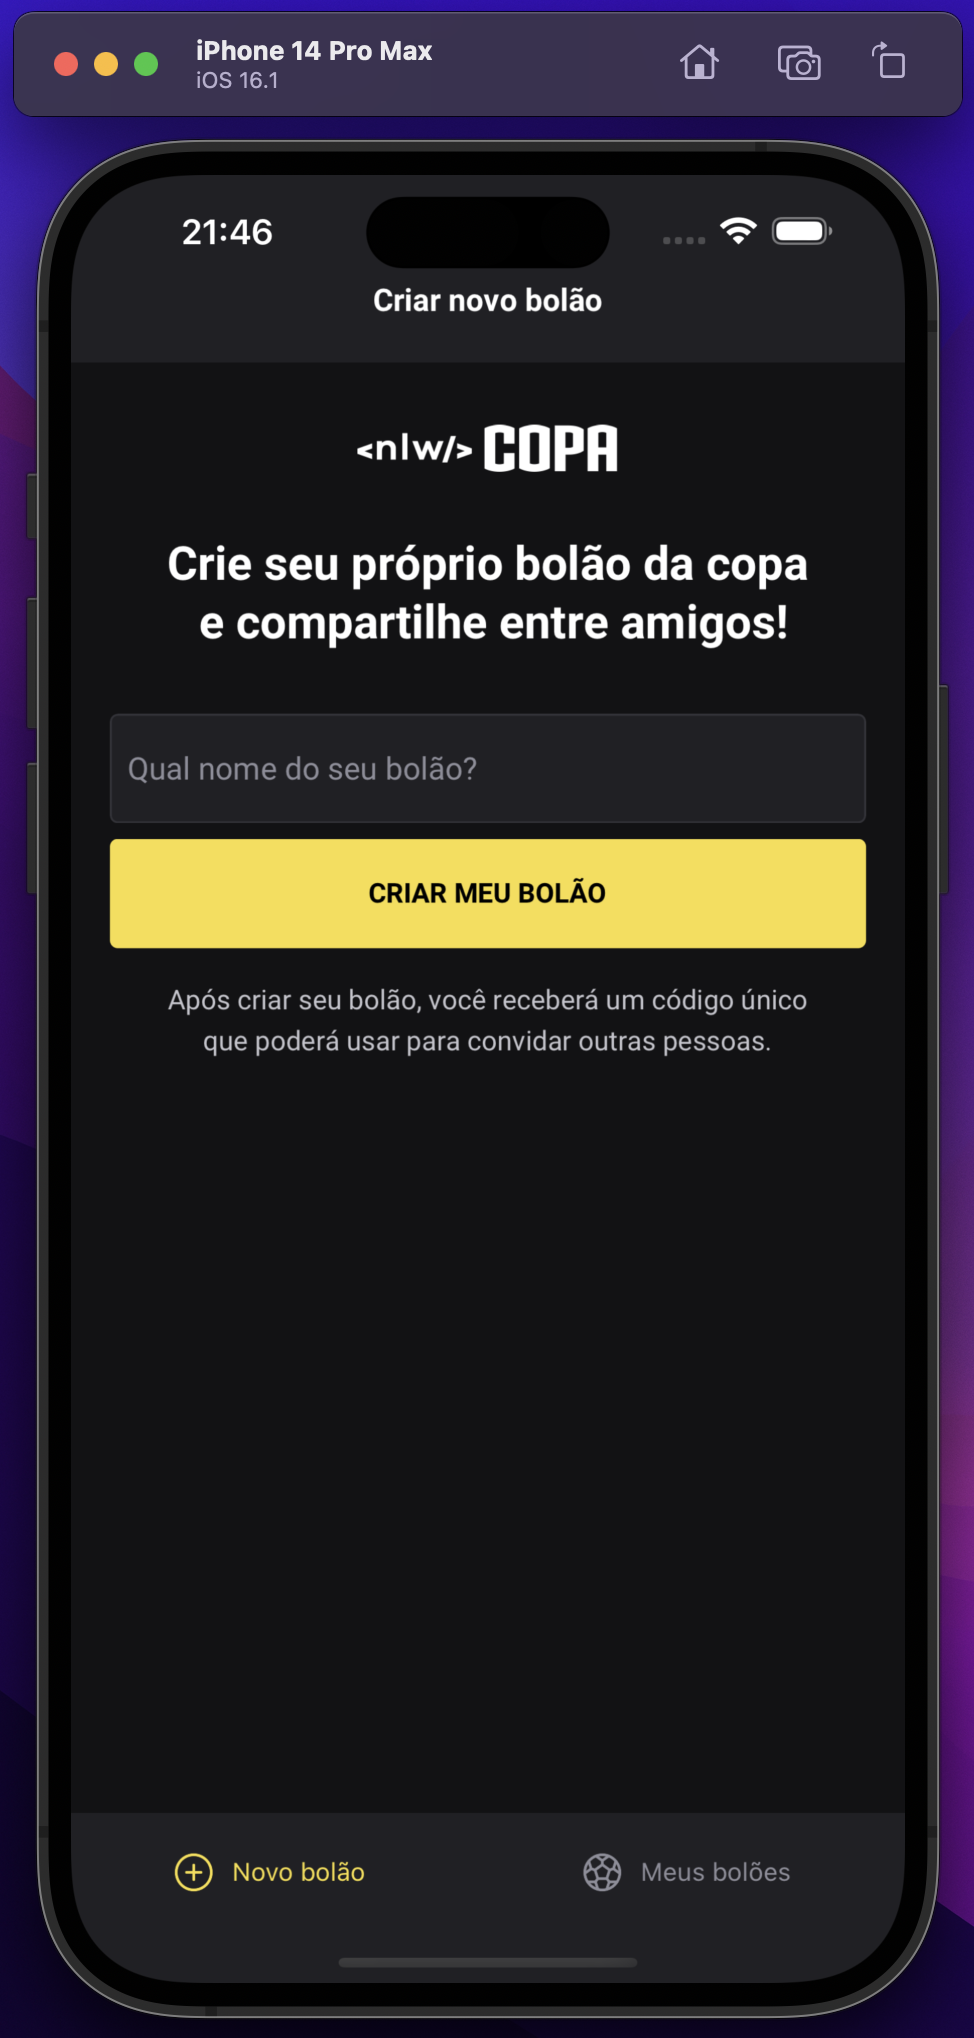 iPhone 14 Pro Max
iOS 16.1
21:46
Criar novo bolão
<nlw/> COPA
Crie seu próprio bolão da copa
e compartilhe entre amigos!
Qual nome do seu bolão?
CRIAR MEU BOLÃO
Após criar seu bolão, você receberá um código único
que poderá usar para convidar outras pessoas.
Novo bolão
Meus bolões